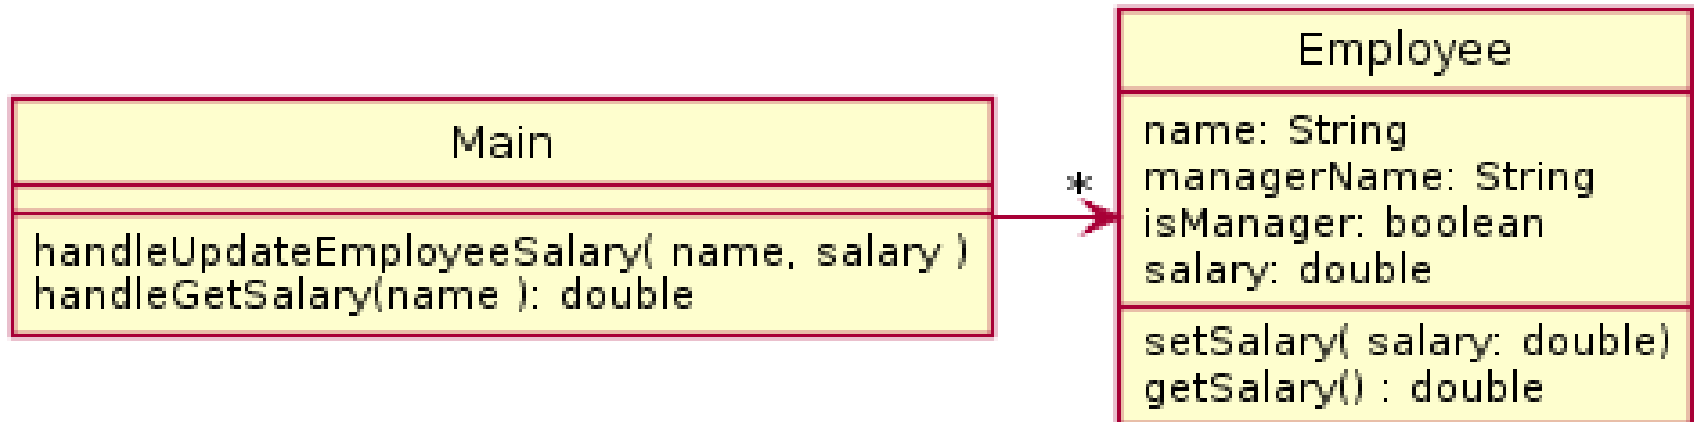 Main
handleUpdateEmployeeSalary( name, salary )
handleGetSalary(name ): double
*
Employee
name: String
managerName: String
isManager: boolean
salary: double
setSalary( salary: double)
getSalary() : double